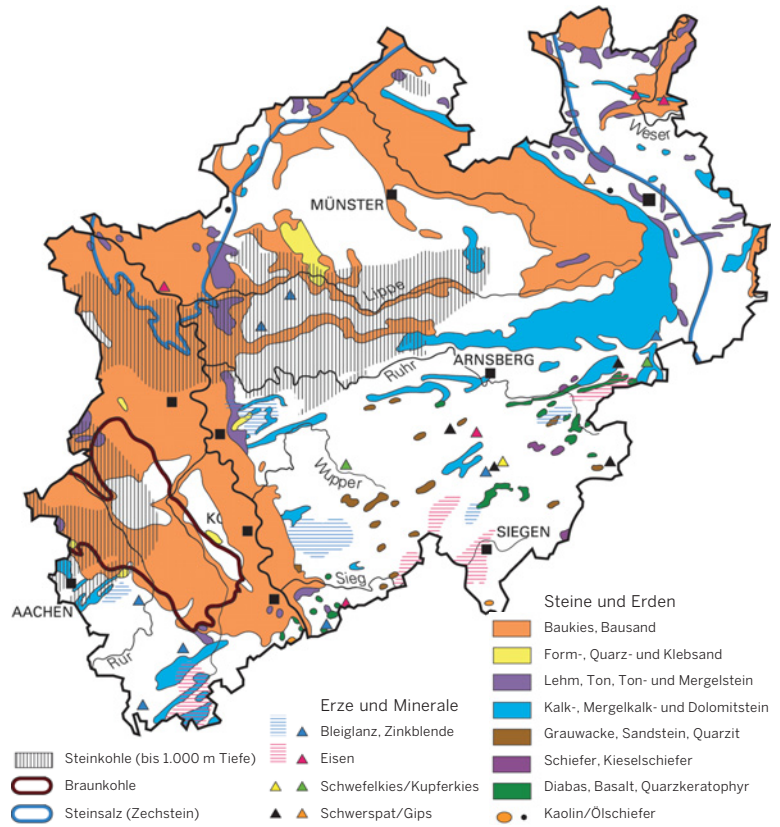 Weser
MÜNSTER
Lippe
Ruhr
ARNSBERG
Wupper
SIEGEN
Sieg
AACHEN
Rur
Steine und Erden
Baukies, Bausand
Form-, Quarz- und Klebsand
Lehm, Ton, Ton- und Mergelstein
Kalk-, Mergelkalk- und Dolomitstein
Grauwacke, Sandstein, Quarzit
Schiefer, Kieselschiefer
Diabas, Basalt, Quarzkeratophyr
Kaolin/Ölschiefer
Erze und Minerale
Bleiglanz, Zinkblende
Eisen
Schwefelkies/Kupferkies
Schwerspat/Gips
Steinkohle (bis 1.000 m Tiefe)
Braunkohle
Steinsalz (Zechstein)